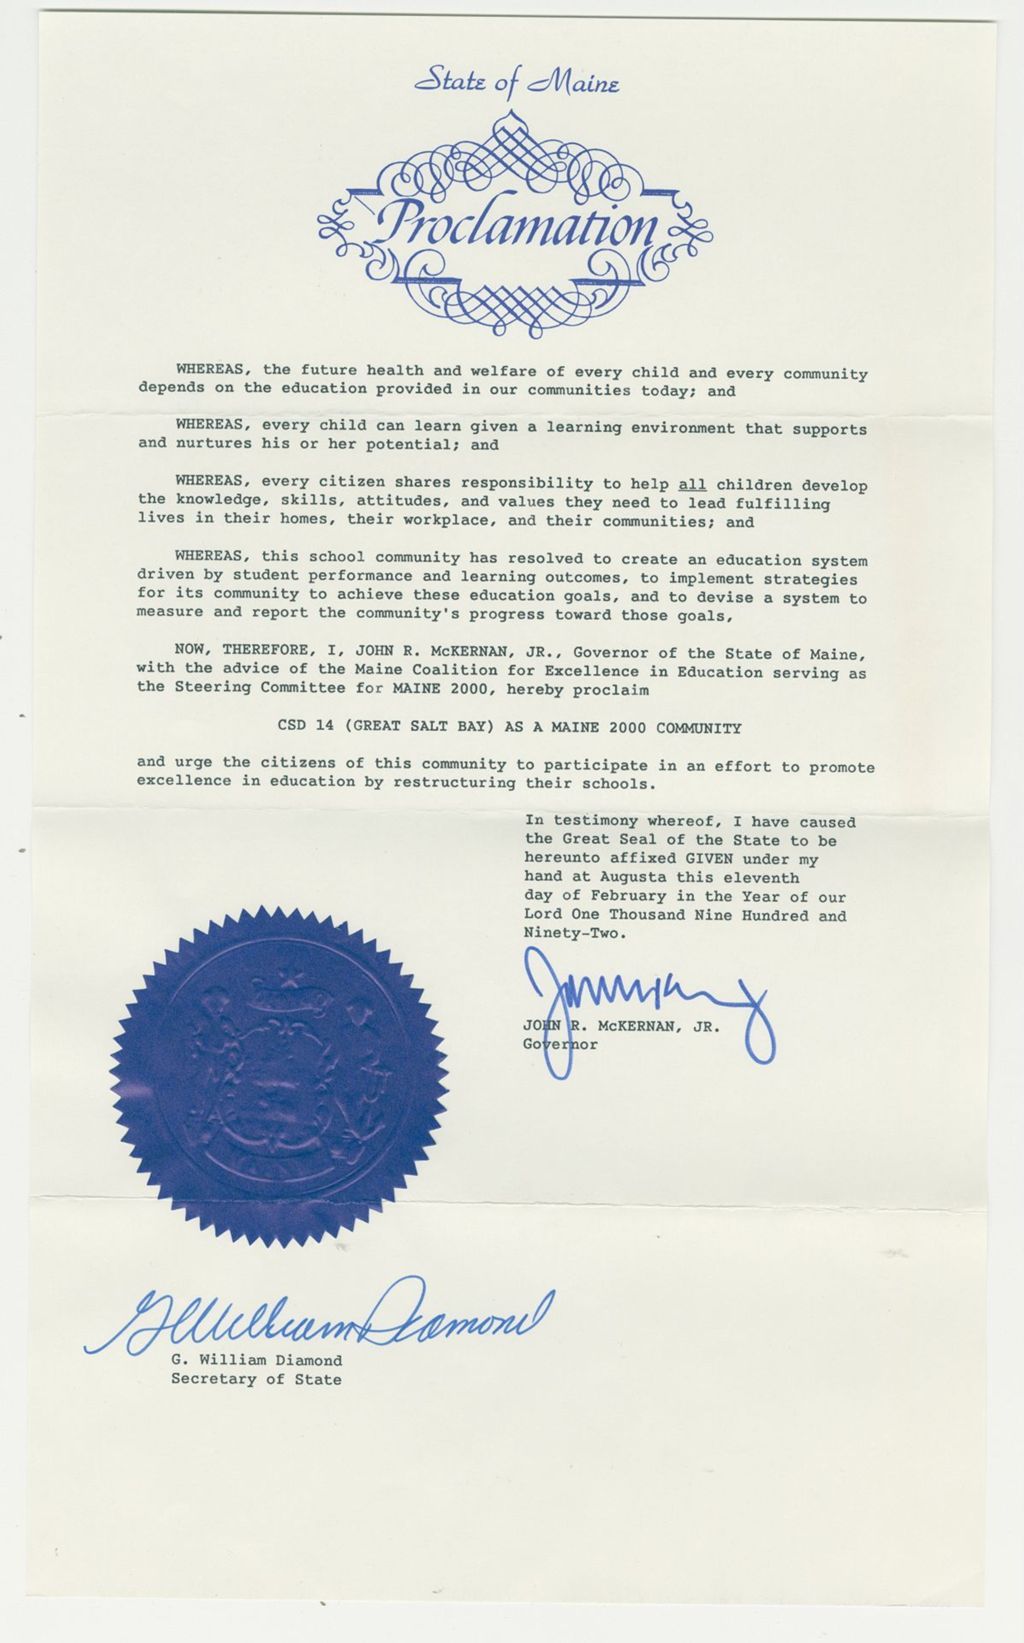 State of Maine
Proclamation
WHEREAS, the future health and welfare of every child and every community
depends on the education provided in our communities today; and
WHEREAS, every child can learn given a learning environment that supports
and nurtures his or her potential; and
WHEREAS, every citizen shares responsibility to help all children develop
the knowledge, skills, attitudes, and values they need to lead fulfilling
lives in their homes, their workplace, and their communities; and
WHEREAS, this school community has resolved to create an education system
driven by student performance and learning outcomes, to implement strategies
for its community to achieve these education goals, and to devise a system to
measure and report the community's progress toward those goals,
NOW, THEREFORE, I, JOHN R. McKERNAN, JR., Governor of the State of Maine,
with the advice of the Maine Coalition for Excellence in Education serving as
the Steering Committee for MAINE 2000, hereby proclaim
CSD 14 (GREAT SALT BAY) AS A MAINE 2000 COMMUNITY
and urge the citizens of this community to participate in an effort to promote
excellence in education by restructuring their schools.
In testimony whereof, I have caused
the Great Seal of the State to be
hereunto affixed GIVEN under my
hand at Augusta this eleventh
day of February in the Year of our
Lord One Thousand Nine Hundred and
Ninety-Two.
JOHN R. McKERNAN, JR.
Governor
G William Diamond
G. William Diamond
Secretary of State